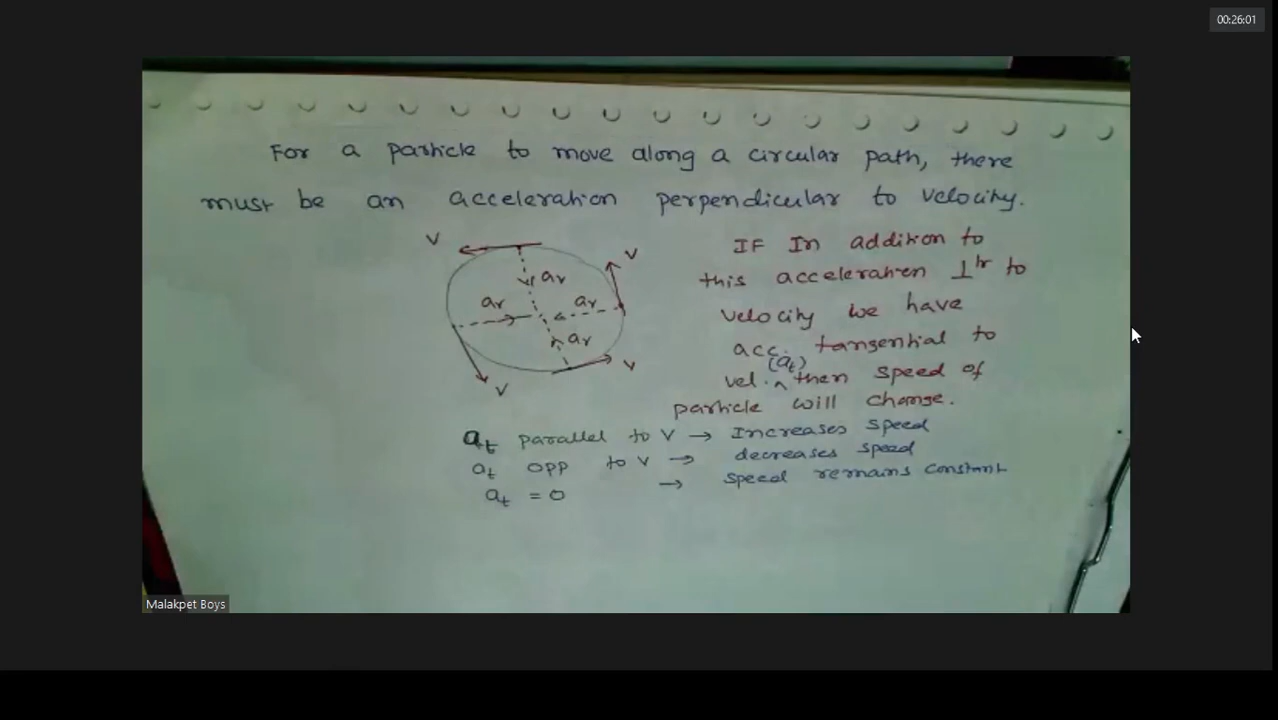 00:26:01
For a particle to move along a circular path, there
must be an acceleration perpendicular to velocity.
V
V
ar
ar
ar
ar
V
V
IF In addition to
this acceleration ⊥lr to
velocity we have
acc. tangential to
vel. (at) then speed of
particle will change.
at parallel to V → Increases speed
at opp to V → decreases speed
at = 0 → speed remains constant
Malakpet Boys